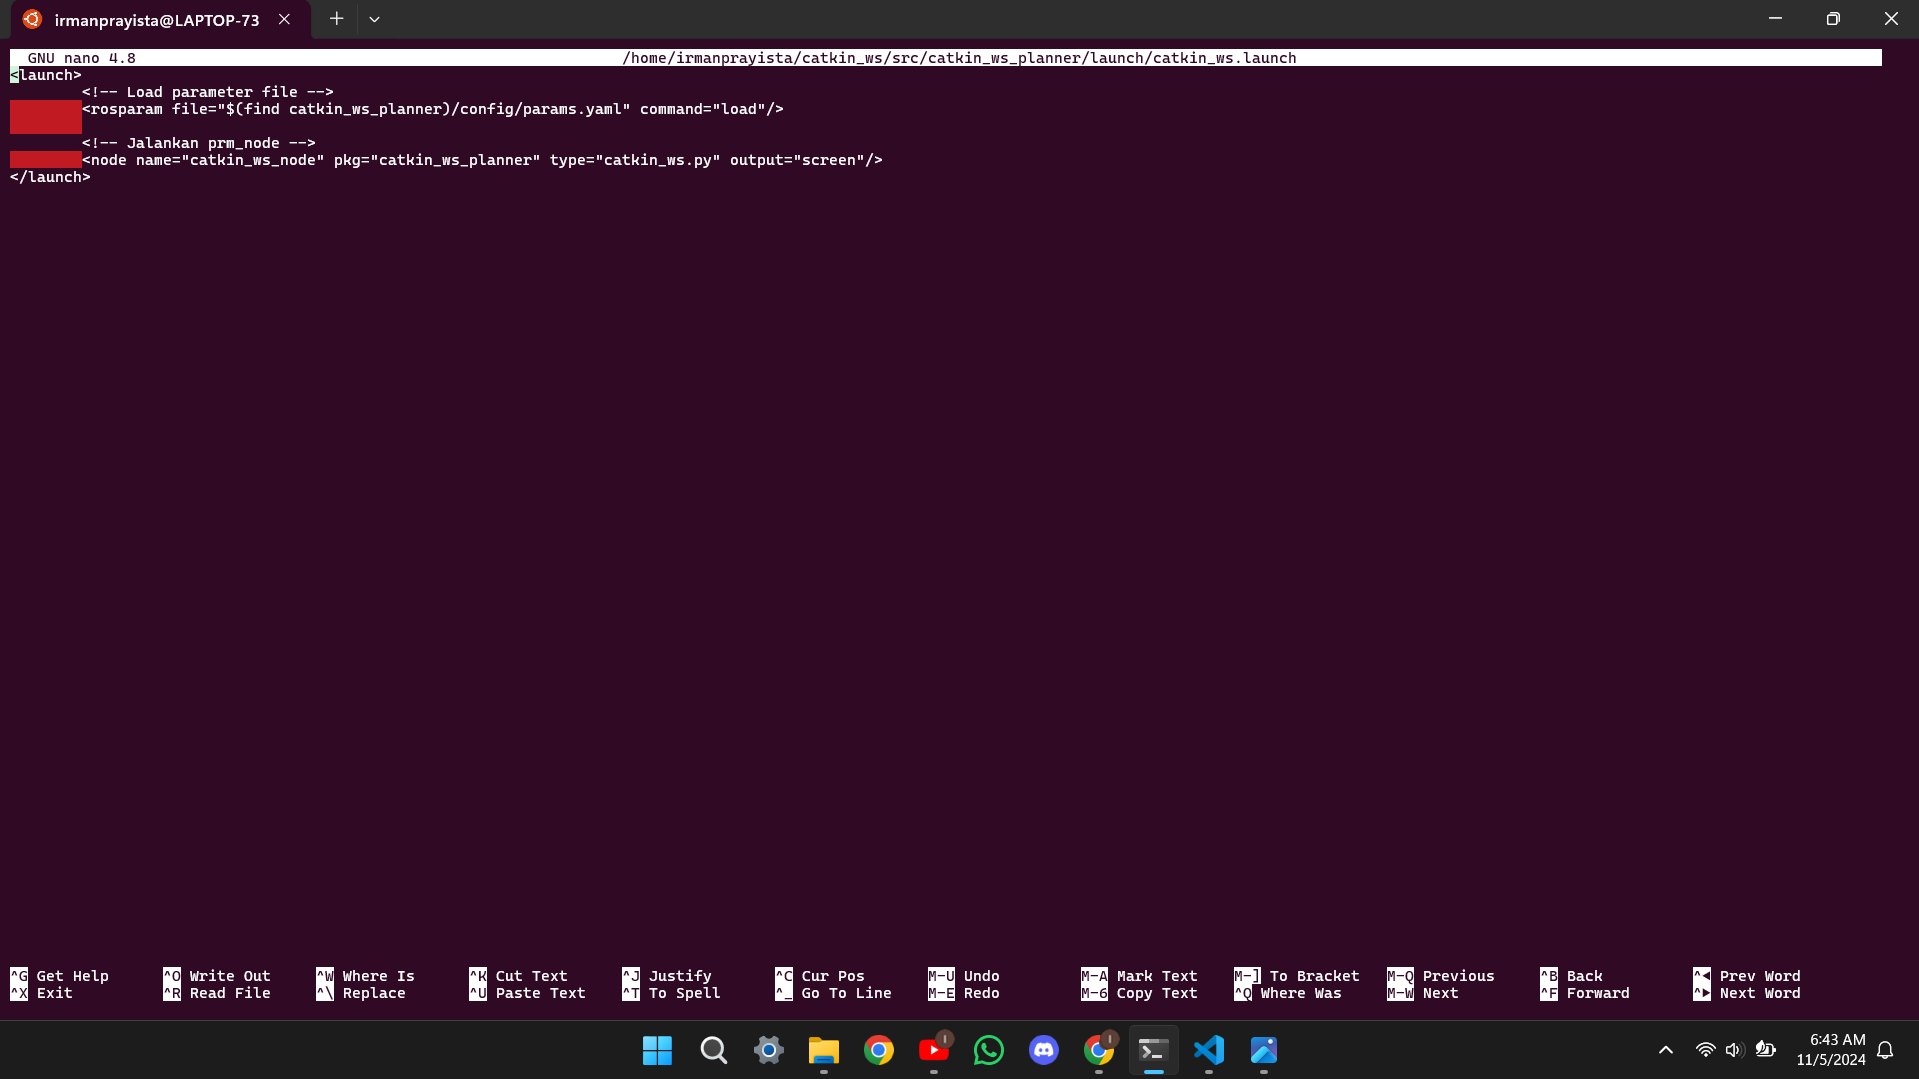 irmanprayista@LAPTOP-73
GNU nano 4.8 /home/irmanprayista/catkin_ws/src/catkin_ws_planner/launch/catkin_ws.launch
<launch>
<!-- Load parameter file -->
<rosparam file="$(find catkin_ws_planner)/config/params.yaml" command="load"/>
<!-- Jalankan prm_node -->
<node name="catkin_ws_node" pkg="catkin_ws_planner" type="catkin_ws.py" output="screen"/>
</launch>
^G Get Help ^O Write Out ^W Where Is ^K Cut Text ^J Justify ^C Cur Pos M-U Undo M-A Mark Text M-] To Bracket M-Q Previous ^B Back ^◄ Prev Word
^X Exit ^R Read File ^\ Replace ^U Paste Text ^T To Spell ^_ Go To Line M-E Redo M-6 Copy Text ^Q Where Was M-W Next ^F Forward ^► Next Word
6:43 AM
11/5/2024